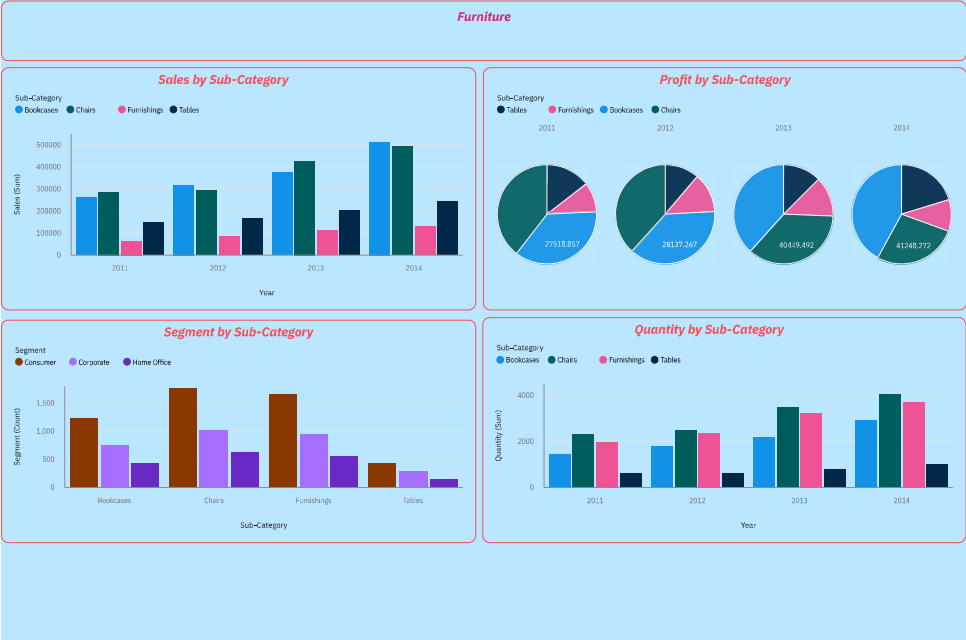 Furniture
Sales by Sub-Category
Sub-Category
Bookcases Chairs Furnishings Tables
Sales (Sum)
500000
400000
300000
200000
100000
0
2011 2012 2013 2014
Year
Profit by Sub-Category
Sub-Category
Tables Furnishings Bookcases Chairs
2011 2012 2013 2014
27518.857 28137.267 40449.492 41248.272
Segment by Sub-Category
Segment
Consumer Corporate Home Office
Segment (Count)
1,500
1,000
500
0
Bookcases Chairs Furnishings Tables
Sub-Category
Quantity by Sub-Category
Sub-Category
Bookcases Chairs Furnishings Tables
Quantity (Sum)
4000
2000
0
2011 2012 2013 2014
Year